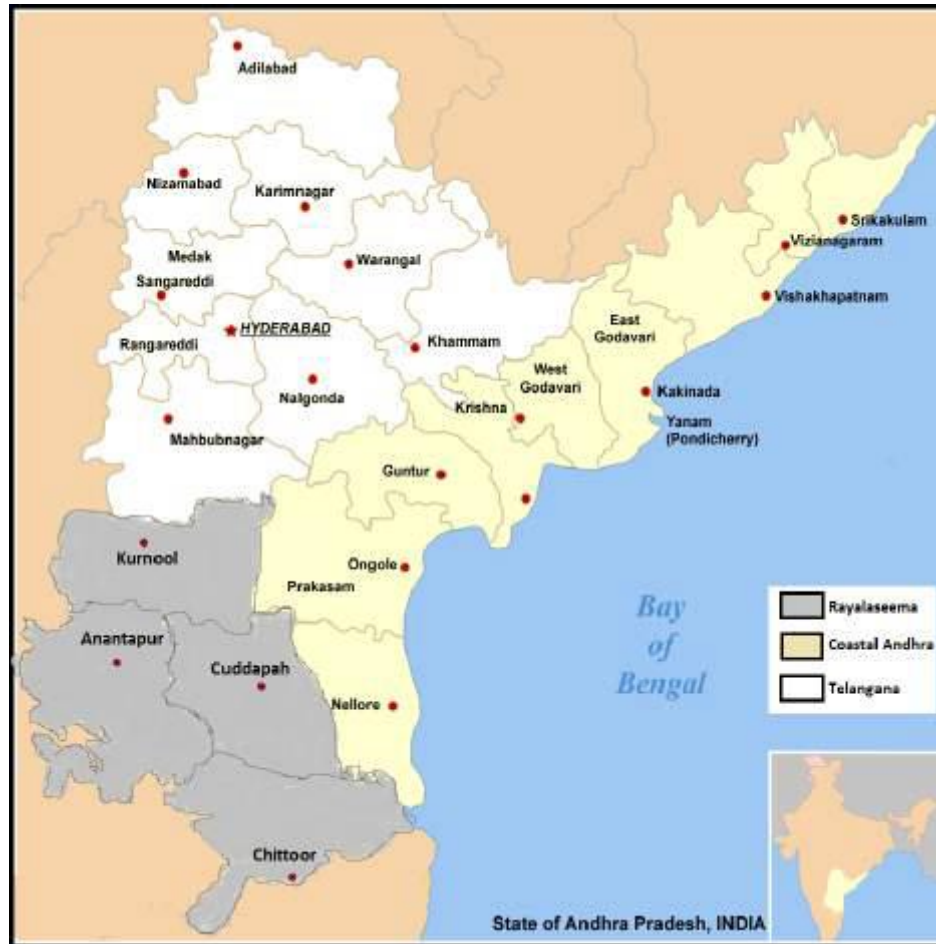 Adilabad
Nizamabad
Karimnagar
Medak
Sangareddi
Warangal
Rangareddi
HYDERABAD
Khammam
Nalgonda
Mahbubnagar
Srikakulam
Vizianagaram
Vishakhapatnam
East
Godavari
West
Godavari
Krishna
Kakinada
Yanam
(Pondicherry)
Guntur
Kurnool
Ongole
Prakasam
Anantapur
Cuddapah
Nellore
Chittoor
Bay
of
Bengal
Rayalaseema
Coastal Andhra
Telangana
State of Andhra Pradesh, INDIA